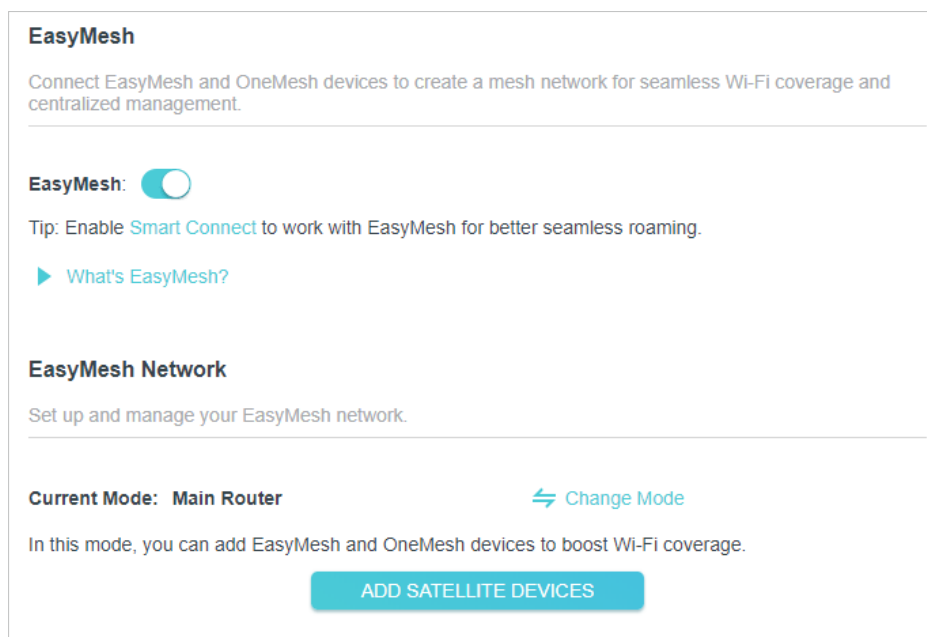 EasyMesh
Connect EasyMesh and OneMesh devices to create a mesh network for seamless Wi-Fi coverage and
centralized management.
EasyMesh:
Tip: Enable Smart Connect to work with EasyMesh for better seamless roaming.
What's EasyMesh?
EasyMesh Network
Set up and manage your EasyMesh network.
Current Mode: Main Router Change Mode
In this mode, you can add EasyMesh and OneMesh devices to boost Wi-Fi coverage.
ADD SATELLITE DEVICES